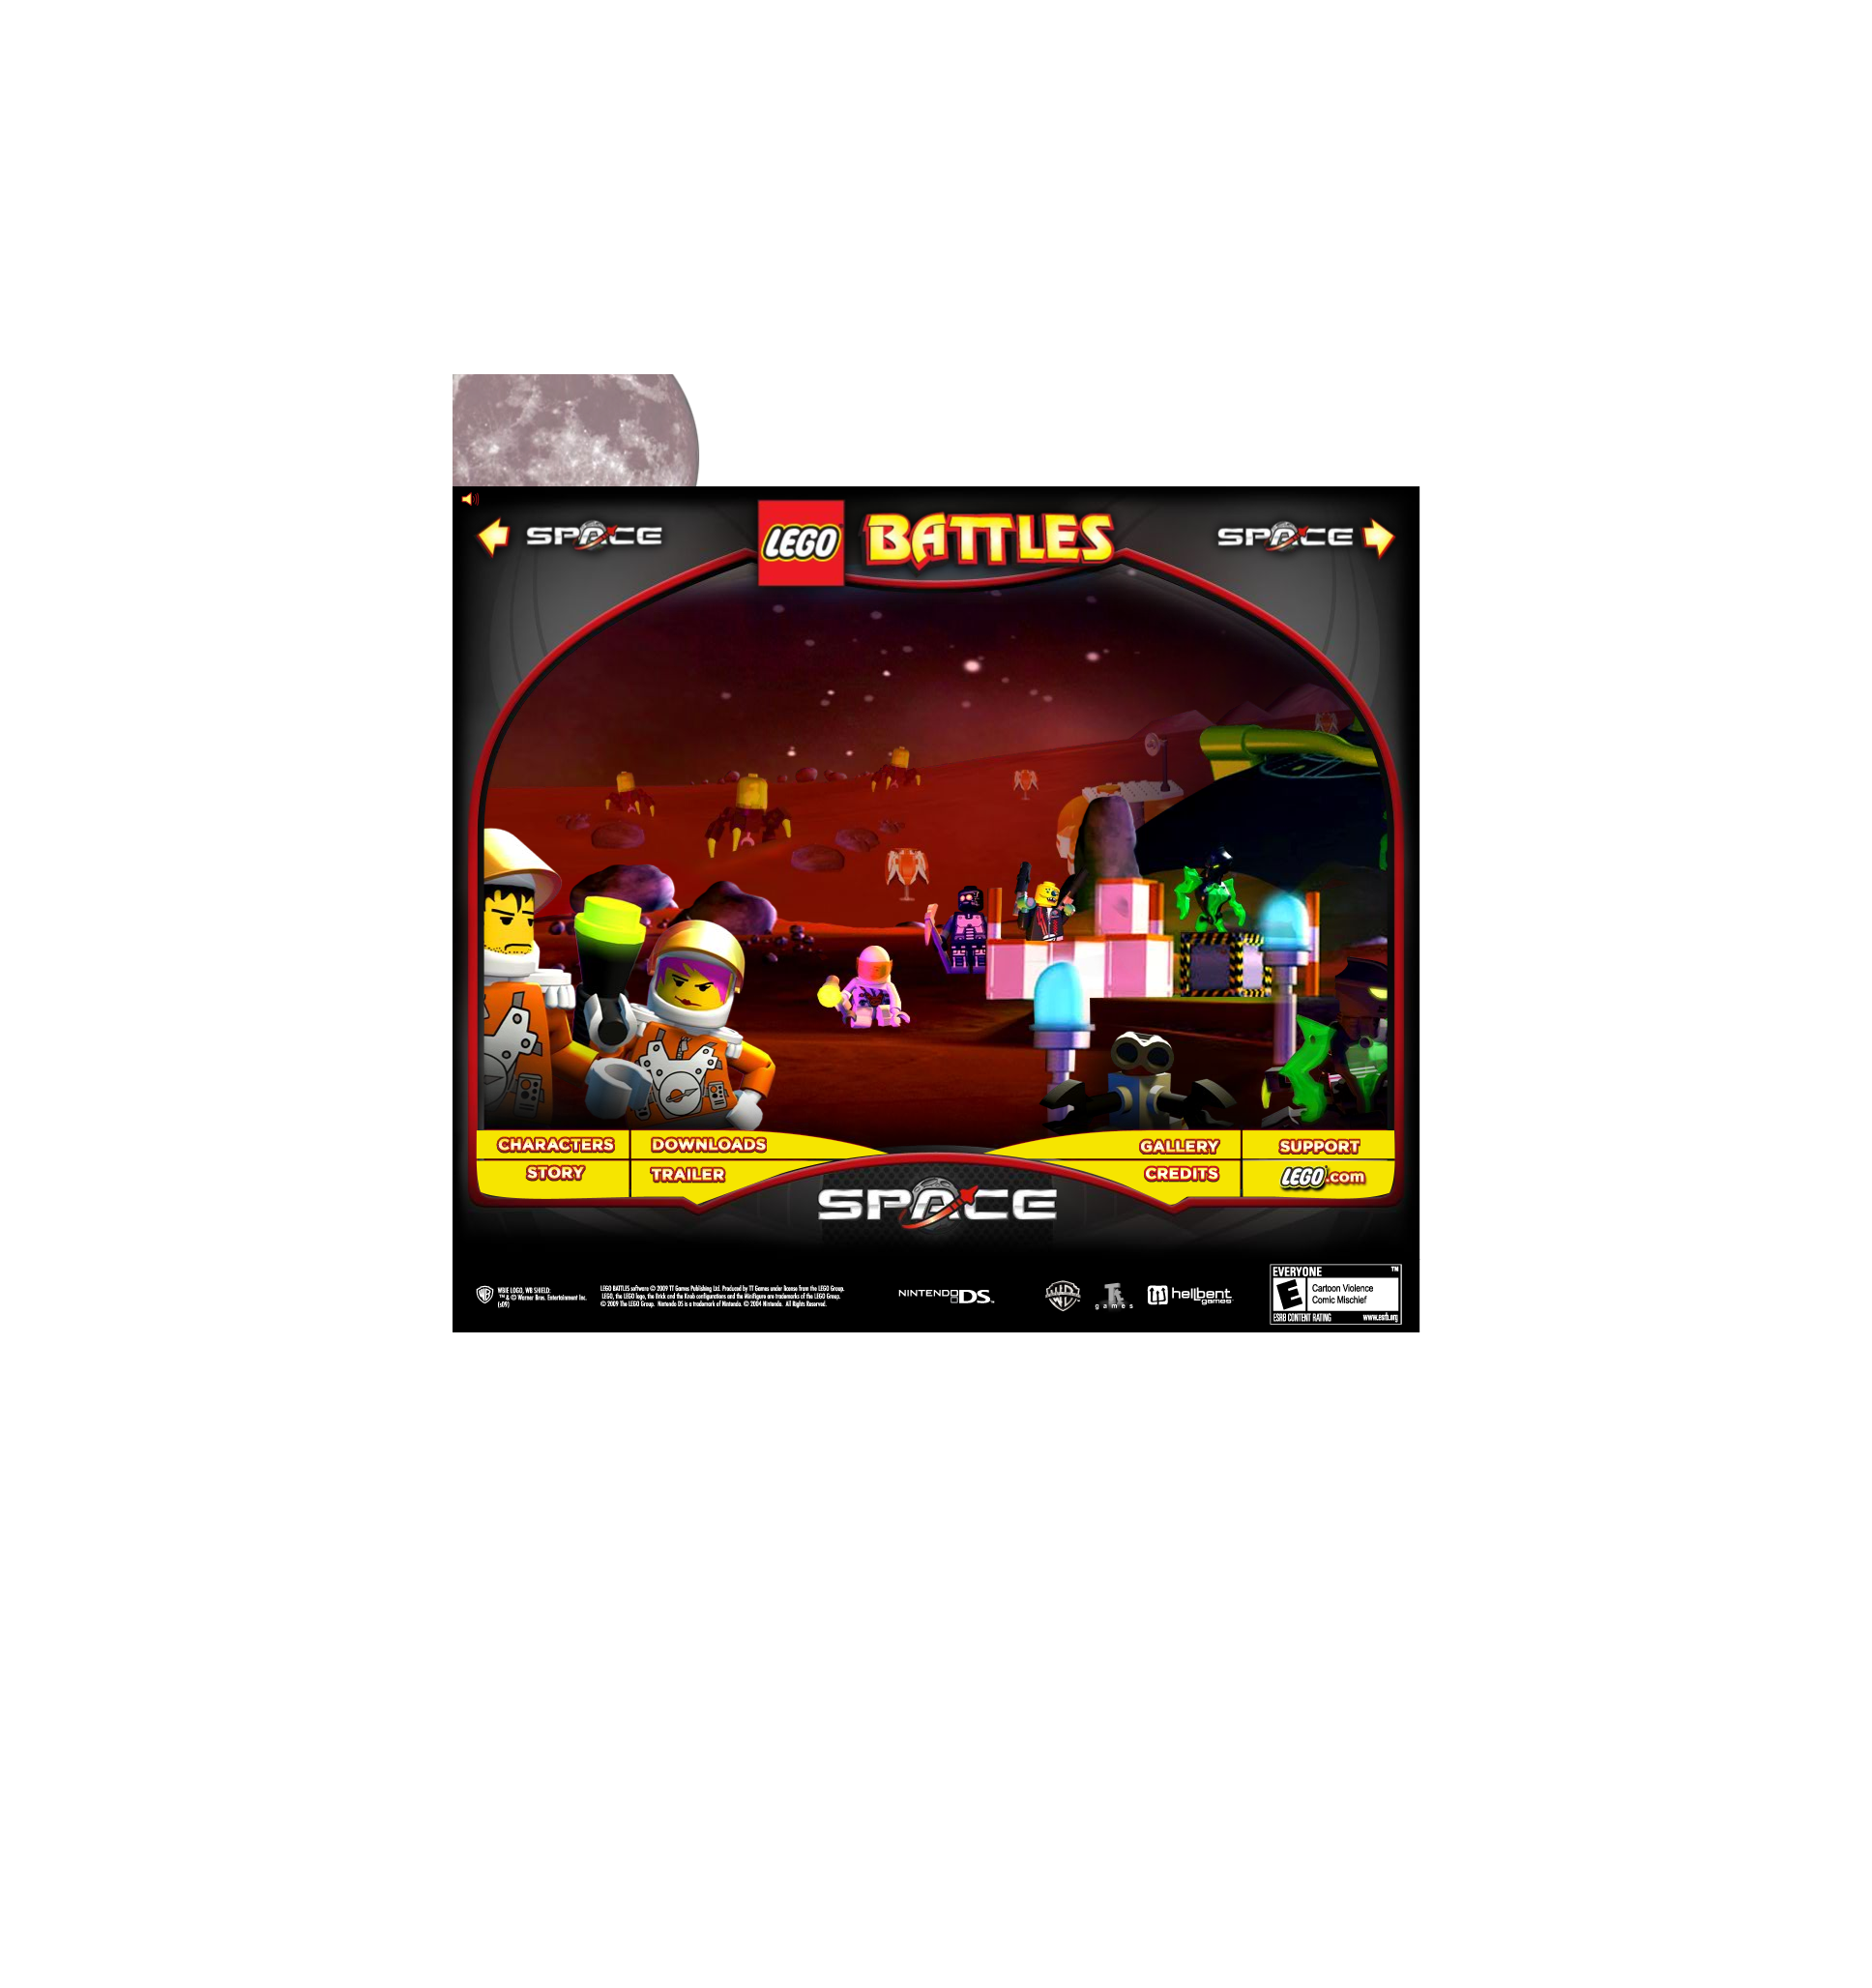 SPACE
LEGO
BATTLES
SPACE
CHARACTERS
DOWNLOADS
GALLERY
SUPPORT
STORY
TRAILER
CREDITS
LEGO.com
SPACE
WBIE LOGO, WB SHIELD:
™ & © Warner Bros. Entertainment Inc.
(s09)
LEGO BATTLES software © 2009 TT Games Publishing Ltd. Produced by TT Games under license from the LEGO Group.
LEGO, the LEGO logo, the Brick and the Knob configurations and the Minifigure are trademarks of the LEGO Group.
© 2009 The LEGO Group. Nintendo DS is a trademark of Nintendo. © 2004 Nintendo. All Rights Reserved.
NINTENDO DS™
games
hellbent
games
EVERYONE ™
E
Cartoon Violence
Comic Mischief
ESRB CONTENT RATING www.esrb.org